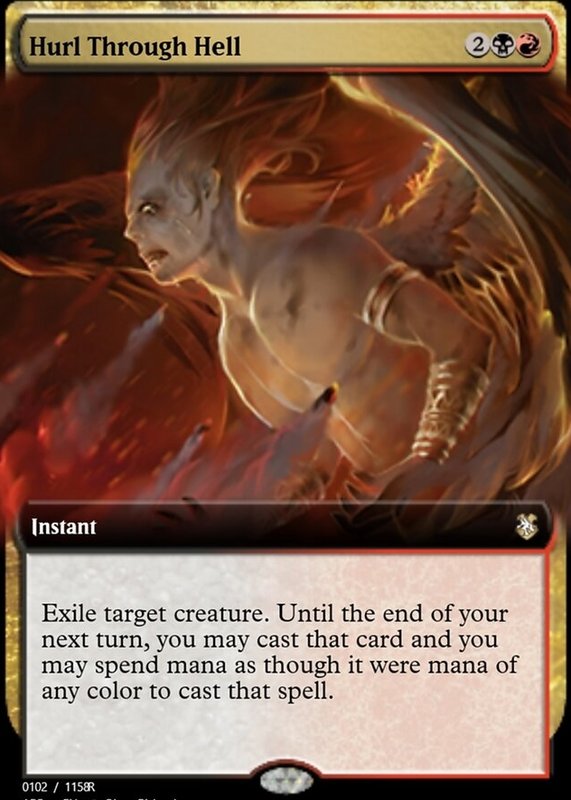 Hurl Through Hell 2
Instant
Exile target creature. Until the end of your
next turn, you may cast that card and you
may spend mana as though it were mana of
any color to cast that spell.
0102 / 1158R